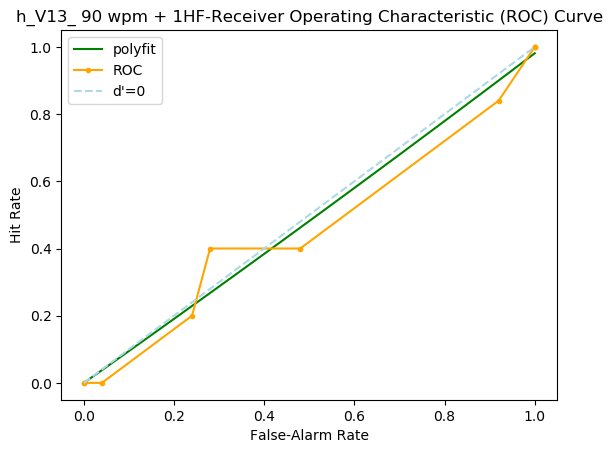 h_V13_ 90 wpm + 1HF-Receiver Operating Characteristic (ROC) Curve
polyfit
ROC
d'=0
Hit Rate
1.0
0.8
0.6
0.4
0.2
0.0
0.0 0.2 0.4 0.6 0.8 1.0
False-Alarm Rate